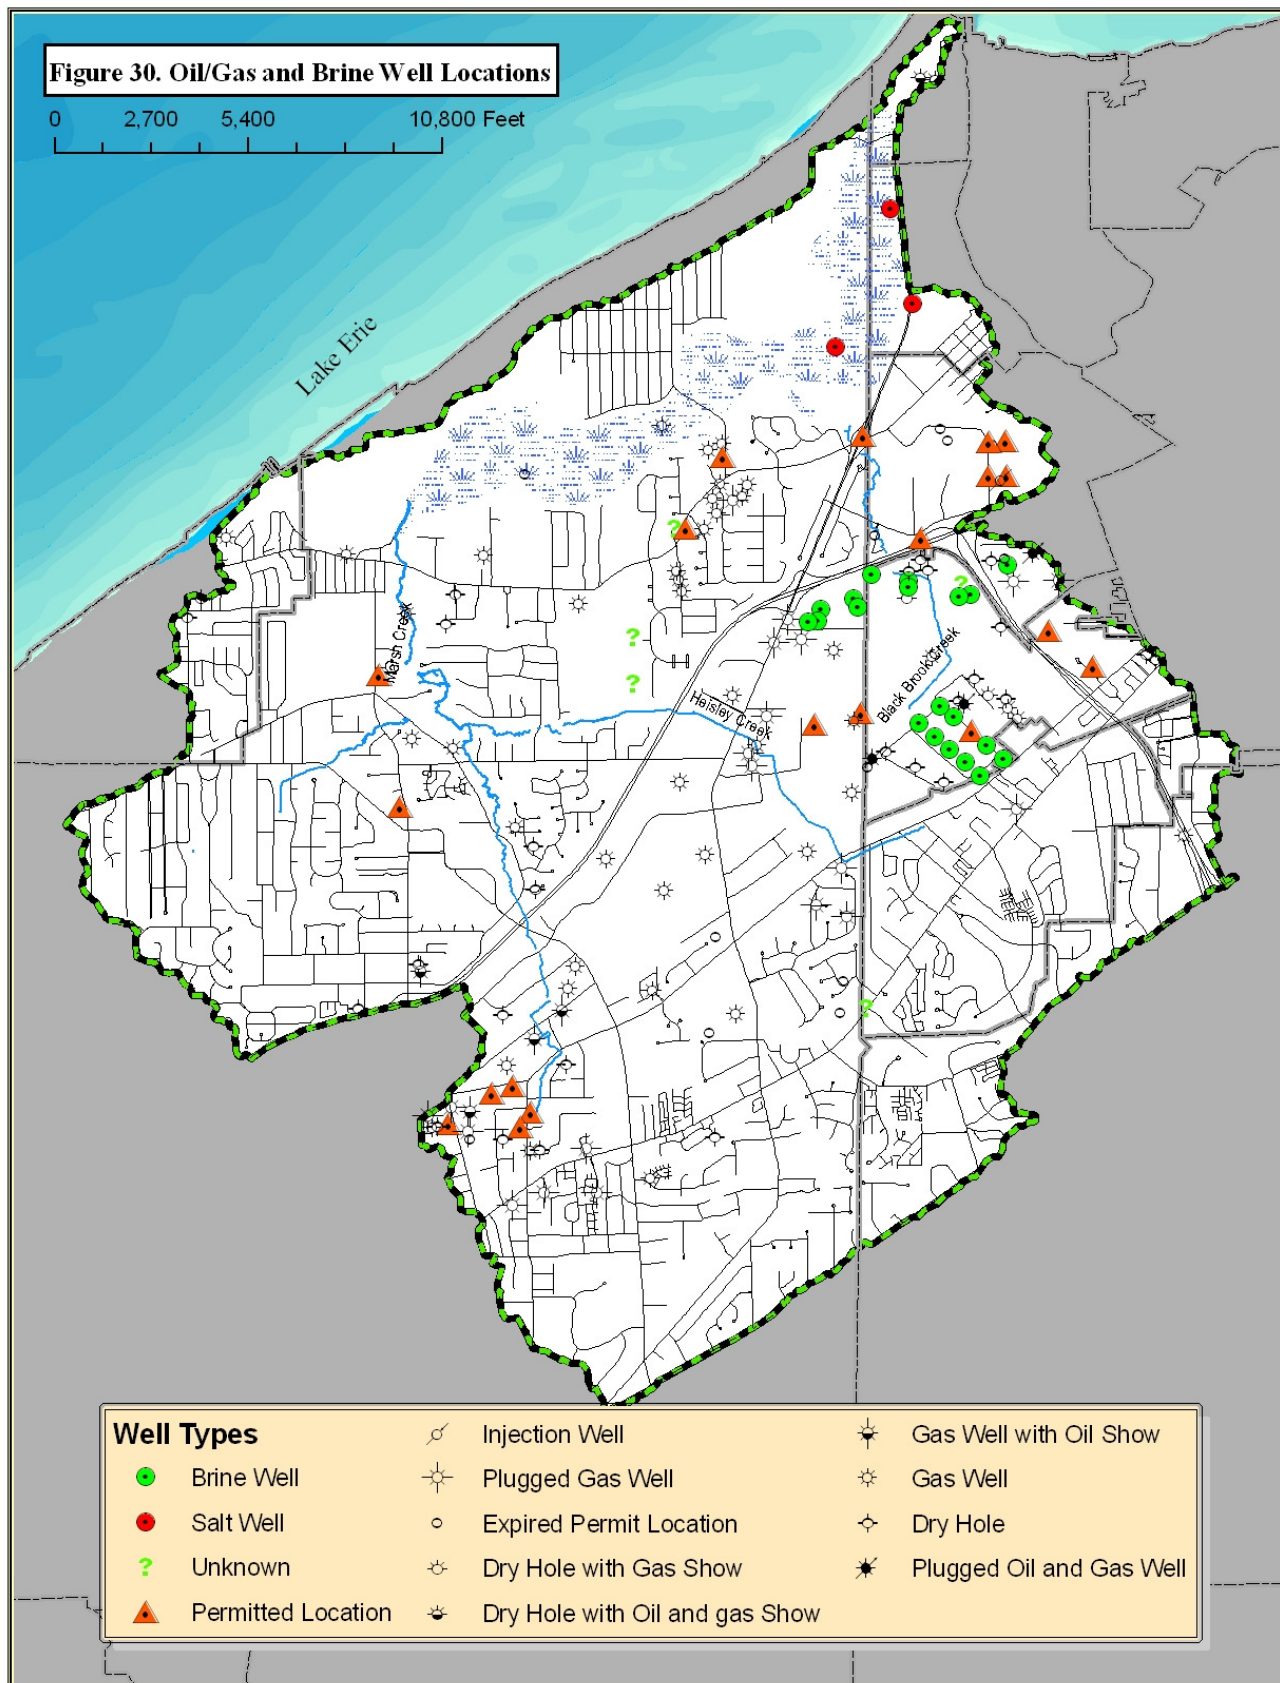 Figure 30. Oil/Gas and Brine Well Locations
0 2,700 5,400 10,800 Feet
Lake Erie
Marsh Creek
Heisley Creek
Black Brook Creek
?
?
?
?
?
Well Types
Brine Well
Salt Well
? Unknown
Permitted Location
Injection Well
Plugged Gas Well
Expired Permit Location
Dry Hole with Gas Show
Dry Hole with Oil and gas Show
Gas Well with Oil Show
Gas Well
Dry Hole
Plugged Oil and Gas Well